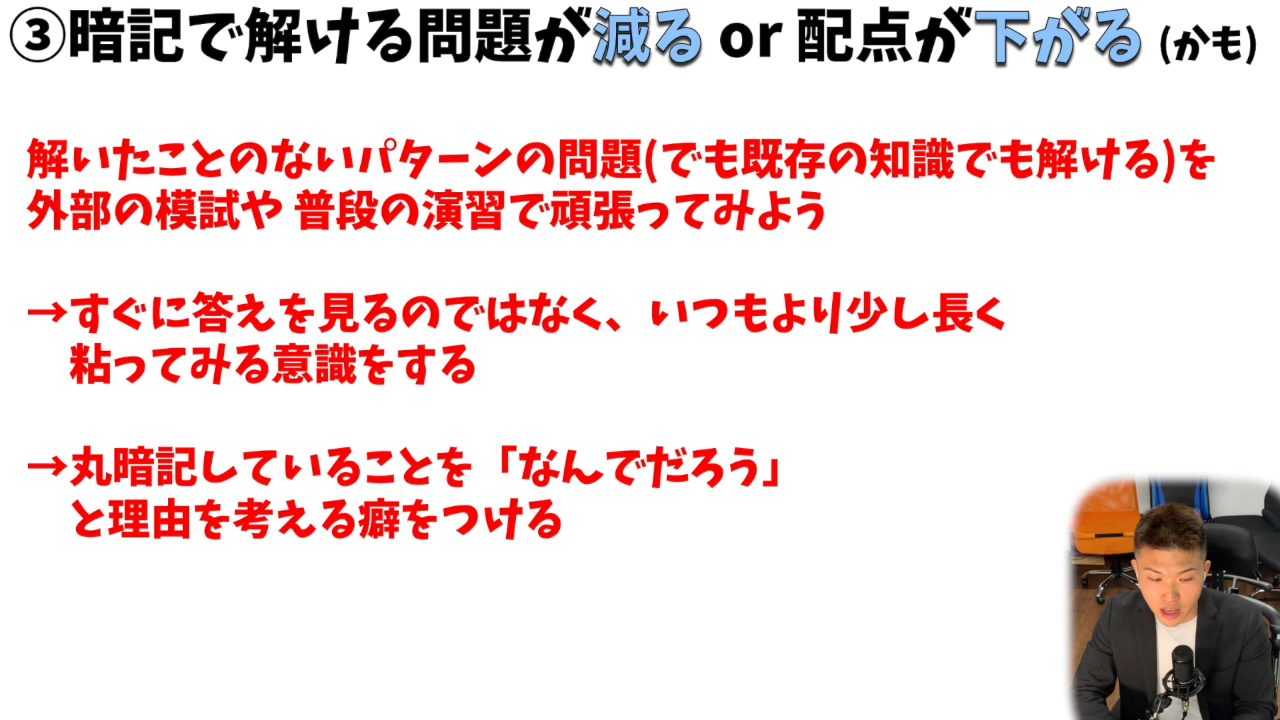 ③暗記で解ける問題が減る or 配点が下がる (かも)
解いたことのないパターンの問題(でも既存の知識でも解ける)を
外部の模試や 普段の演習で頑張ってみよう
→すぐに答えを見るのではなく、いつもより少し長く
粘ってみる意識をする
→丸暗記していることを「なんでだろう」
と理由を考える癖をつける